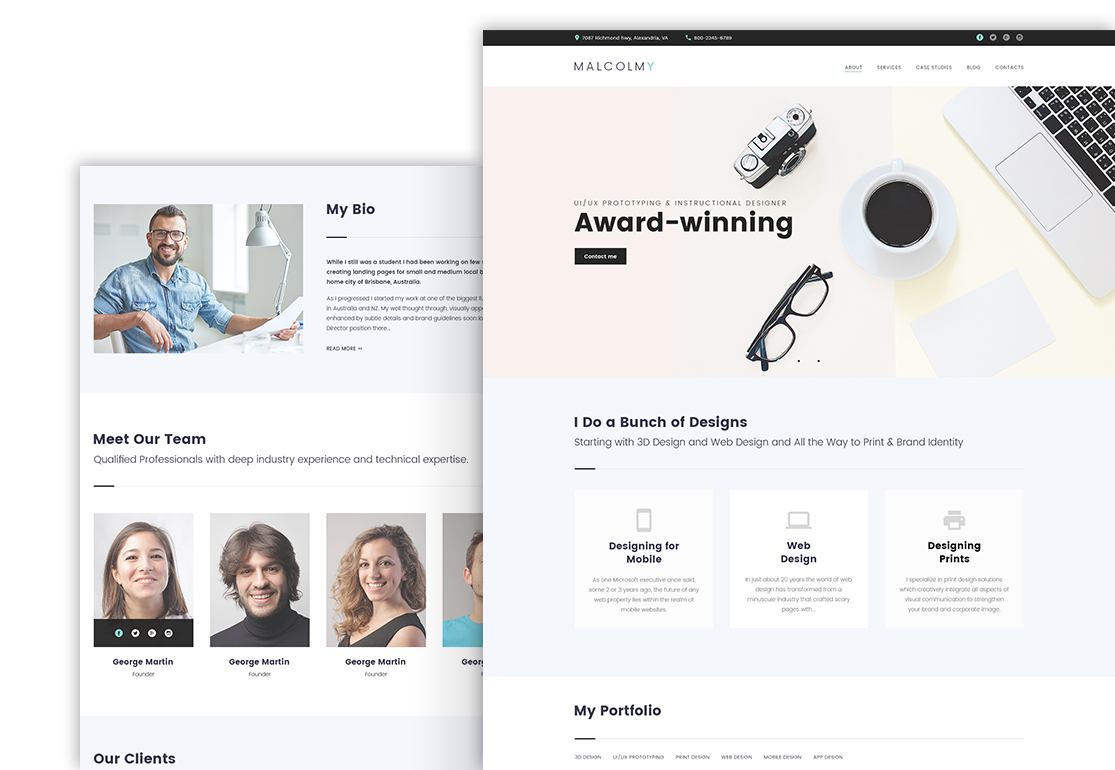 7087 Richmond hwy, Alexandria, VA
800-2345-6789
MALCOLMY
ABOUT
SERVICES
CASE STUDIES
BLOG
CONTACTS
UI/UX PROTOTYPING & INSTRUCTIONAL DESIGNER
Award-winning
Contact me
I Do a Bunch of Designs
Starting with 3D Design and Web Design and All the Way to Print & Brand Identity
Designing for
Mobile
As one Microsoft executive once said,
some 2 or 3 years ago, the future of any
web property lies within the realm of
mobile websites.
Web
Design
In just about 20 years the world of web
design has transformed from a
minuscule industry that crafted scary
pages with...
Designing
Prints
I specialize in print design solutions
which creatively integrate all aspects of
visual communication to strengthen
your brand and corporate image.
My Portfolio
3D DESIGN
UI/UX PROTOTYPING
PRINT DESIGN
WEB DESIGN
MOBILE DESIGN
APP DESIGN
My Bio
While I still was a student I had been working on few
creating landing pages for small and medium local
home city of Brisbane, Australia.
As I progressed I started my work at one of the biggest
in Australia and NZ. My well thought through, visually
enhanced by subtle details and brand guidelines soon
Director position there...
READ MORE
Meet Our Team
Qualified Professionals with deep industry experience and technical expertise.
George Martin
Founder
George Martin
Founder
George Martin
Founder
Our Clients